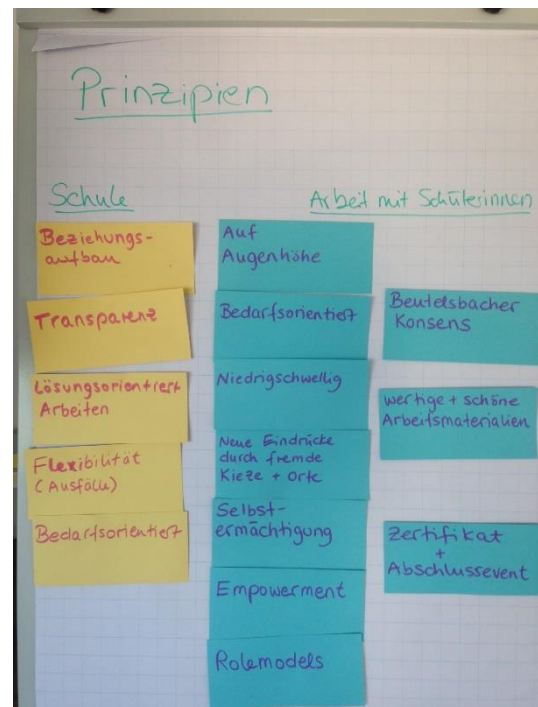 Prinzipien
Schule
Beziehungs-
aufbau
Transparenz
Lösungsorientiert
Arbeiten
Flexibilität
(Ausfälle)
Bedarfsorientiert
Arbeit mit Schülerinnen
Auf
Augenhöhe
Bedarfsorientiert
Niedrigschwellig
Neue Eindrücke
durch fremde
Kieze + Orte
Selbst-
ermächtigung
Empowerment
Rolemodels
Beutelsbacher
Konsens
wertige + schöne
Arbeitsmaterialien
Zertifikat
+
Abschlussevent